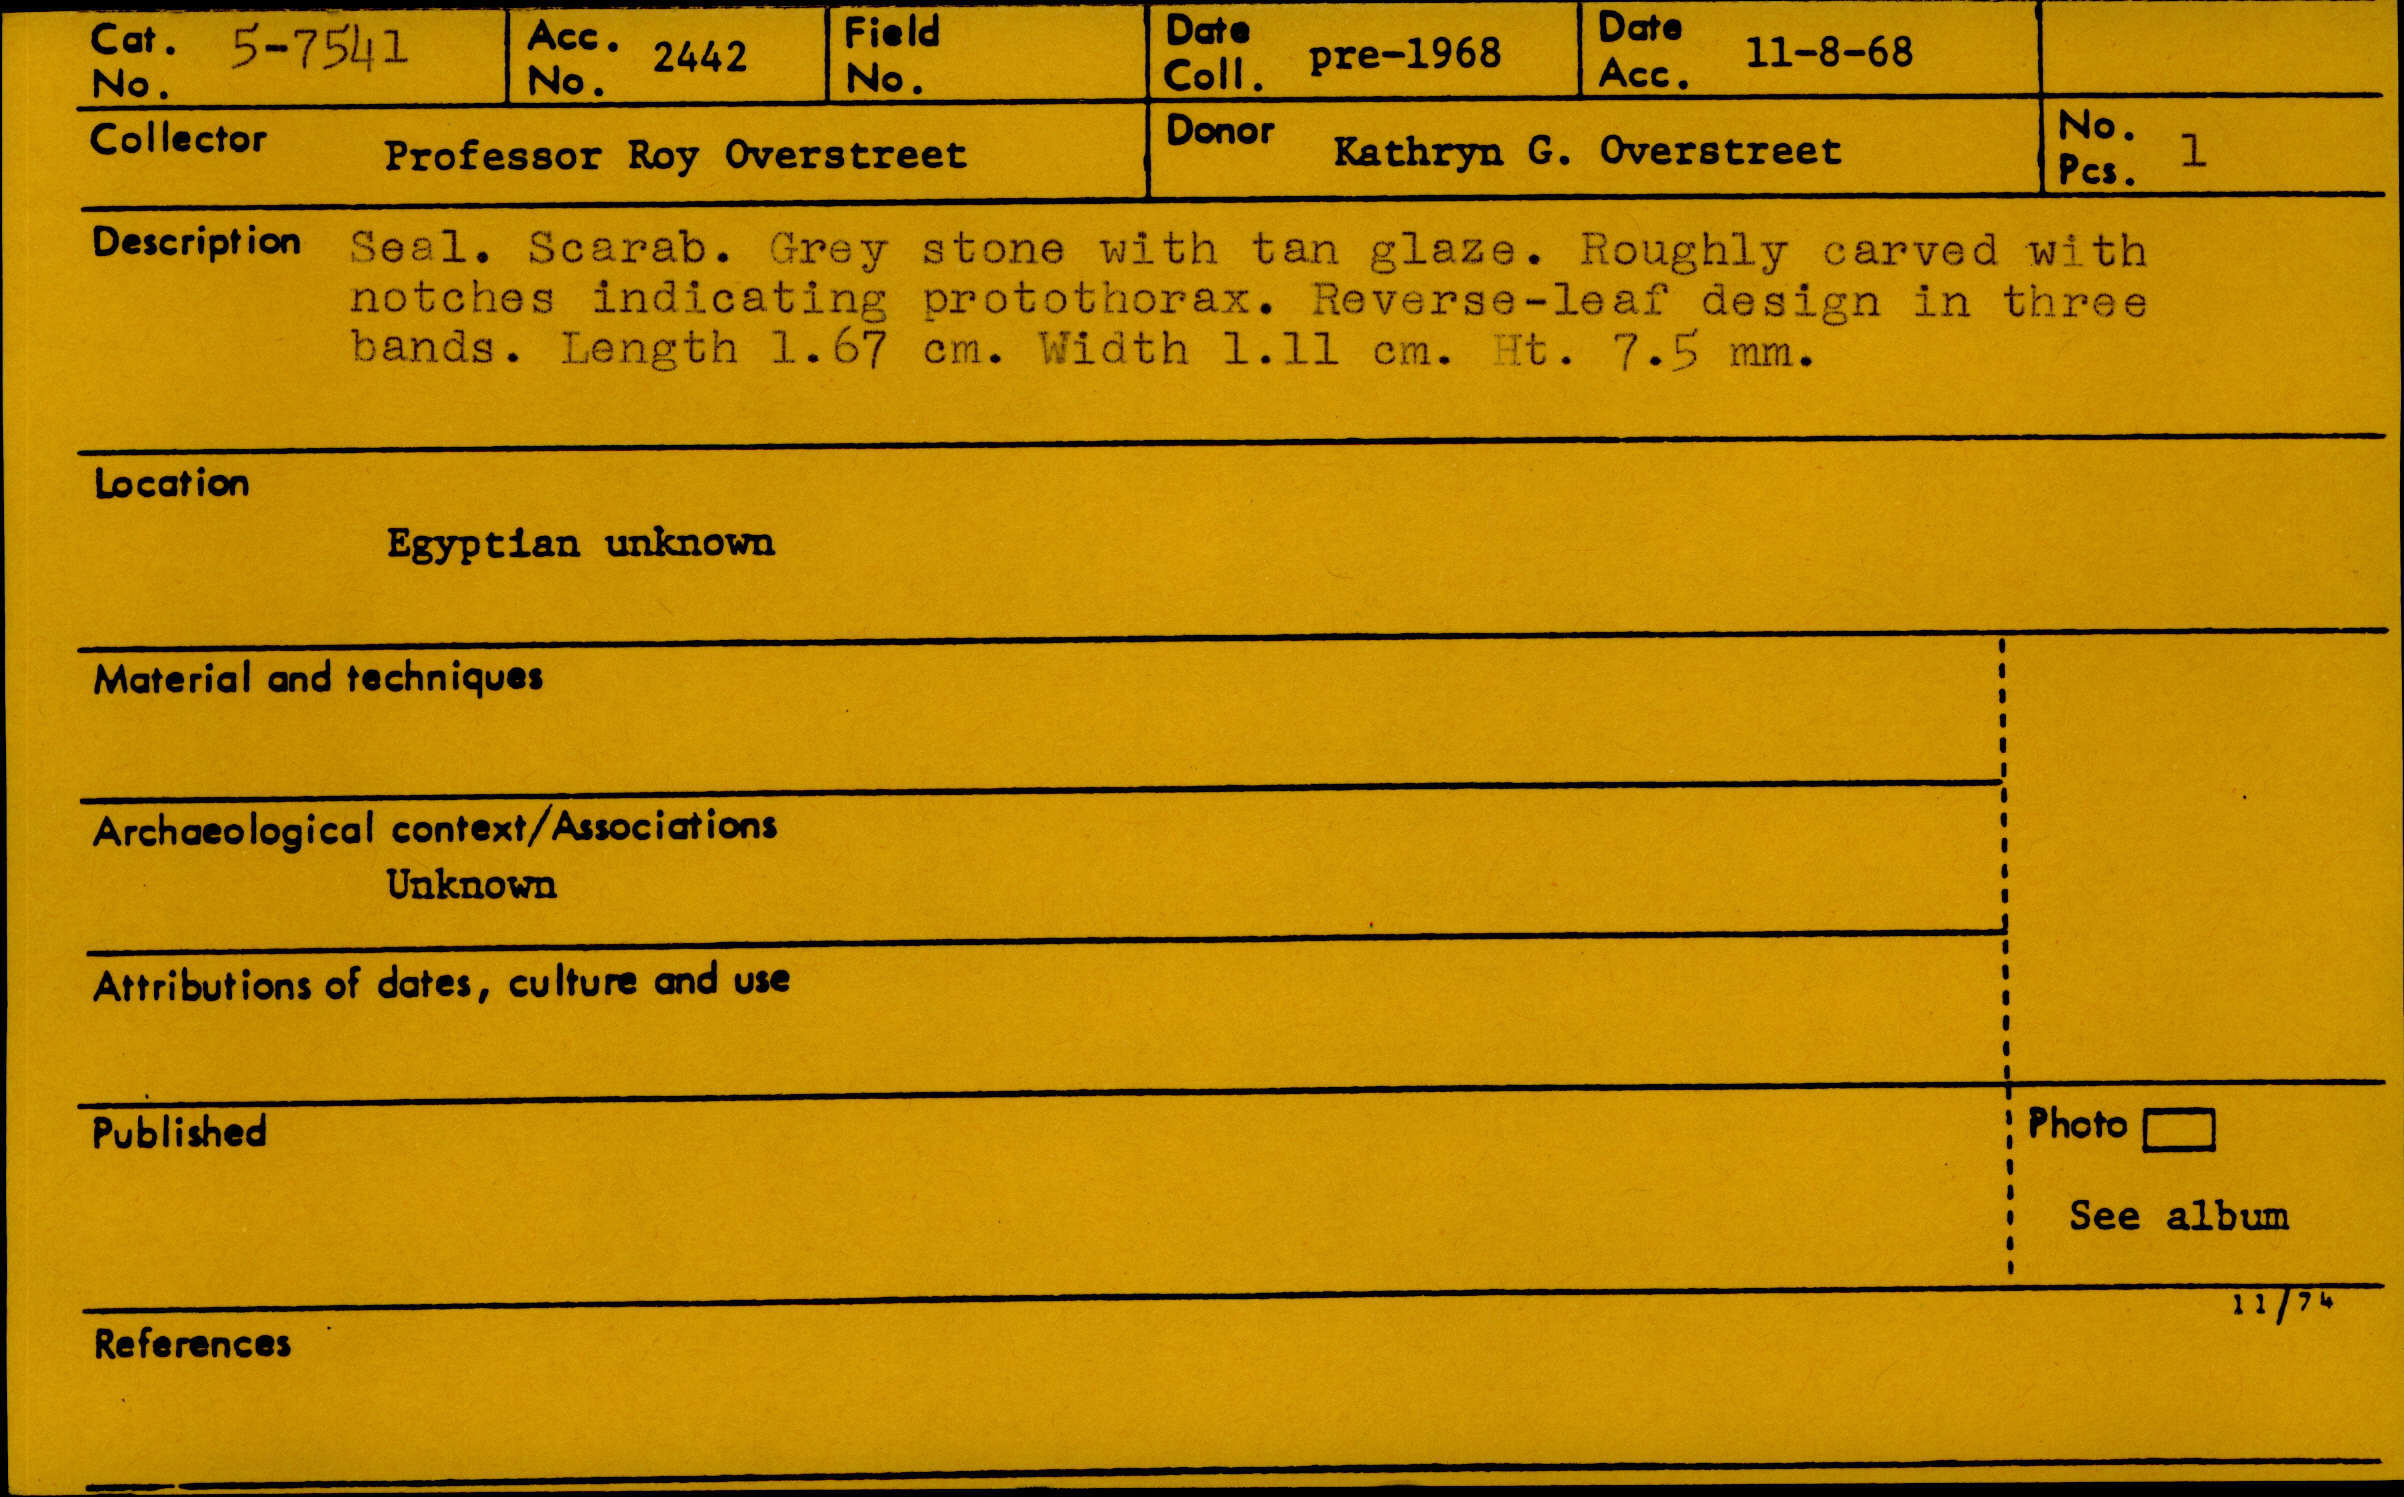 Cat. No. 5-7541
Acc. No. 2442
Field No.
Date Coll. pre-1968
Date Acc. 11-8-68
Collector Professor Roy Overstreet
Donor Kathryn G. Overstreet
No. Pcs. 1
Description Seal. Scarab. Grey stone with tan glaze. Roughly carved with
notches indicating protothorax. Reverse-leaf design in three
bands. Length 1.67 cm. Width 1.11 cm. Ht. 7.5 mm.
Location
Egyptian unknown
Material and techniques
Archaeological context/Associations
Unknown
Attributions of dates, culture and use
Published
Photo
See album
11/74
References